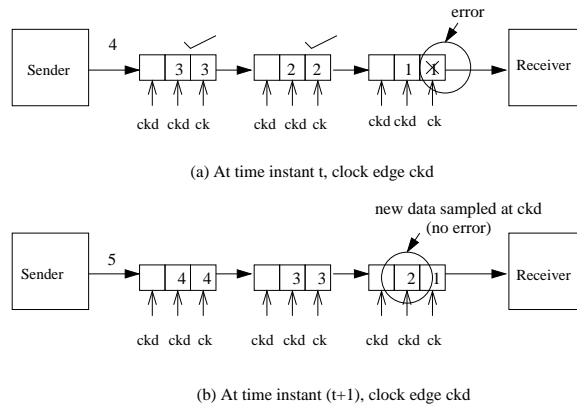 error
4
Sender
3 3
2 2
1 1
Receiver
ckd ckd ck
ckd ckd ck
ckd ckd ck
(a) At time instant t, clock edge ckd
new data sampled at ckd
(no error)
5
Sender
4 4
3 3
2 1
Receiver
ckd ckd ck
ckd ckd ck
ckd ckd ck
(b) At time instant (t+1), clock edge ckd